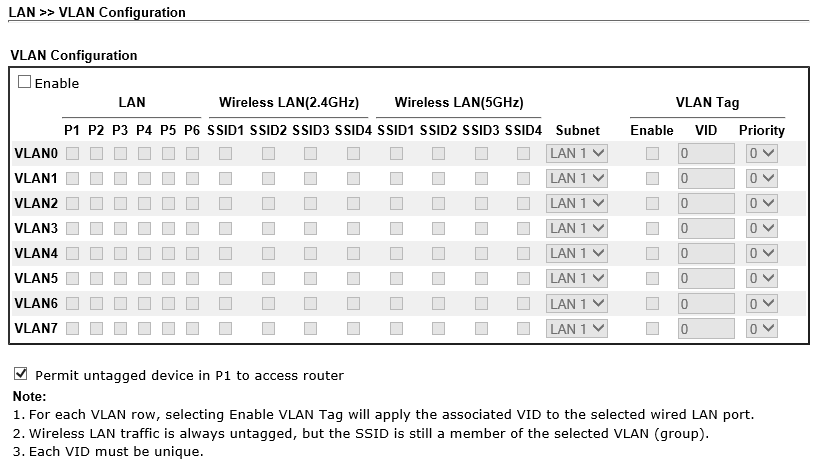 LAN >> VLAN Configuration
VLAN Configuration
Enable
LAN Wireless LAN(2.4GHz) Wireless LAN(5GHz) VLAN Tag
P1 P2 P3 P4 P5 P6 SSID1 SSID2 SSID3 SSID4 SSID1 SSID2 SSID3 SSID4 Subnet Enable VID Priority
VLAN0 LAN 1 0 0
VLAN1 LAN 1 0 0
VLAN2 LAN 1 0 0
VLAN3 LAN 1 0 0
VLAN4 LAN 1 0 0
VLAN5 LAN 1 0 0
VLAN6 LAN 1 0 0
VLAN7 LAN 1 0 0
Permit untagged device in P1 to access router
Note:
1. For each VLAN row, selecting Enable VLAN Tag will apply the associated VID to the selected wired LAN port.
2. Wireless LAN traffic is always untagged, but the SSID is still a member of the selected VLAN (group).
3. Each VID must be unique.